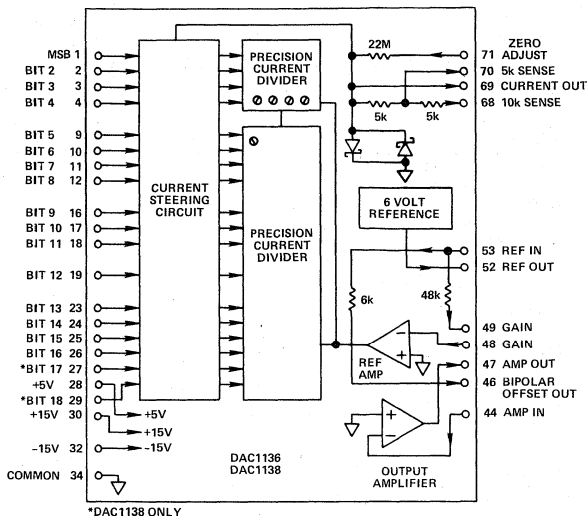 MSB 1
BIT 2 2
BIT 3 3
BIT 4 4
BIT 5 9
BIT 6 10
BIT 7 11
BIT 8 12
BIT 9 16
BIT 10 17
BIT 11 18
BIT 12 19
BIT 13 23
BIT 14 24
BIT 15 25
BIT 16 26
*BIT 17 27
+5V 28
*BIT 18 29
+15V 30
-15V 32
COMMON 34
+5V
+15V
-15V
CURRENT
STEERING
CIRCUIT
PRECISION
CURRENT
DIVIDER
PRECISION
CURRENT
DIVIDER
22M
5k
5k
6 VOLT
REFERENCE
6k
48k
REF
AMP
OUTPUT
AMPLIFIER
DAC1136
DAC1138
ZERO
71 ADJUST
70 5k SENSE
69 CURRENT OUT
68 10k SENSE
53 REF IN
52 REF OUT
49 GAIN
48 GAIN
47 AMP OUT
46 BIPOLAR
OFFSET OUT
44 AMP IN
*DAC1138 ONLY